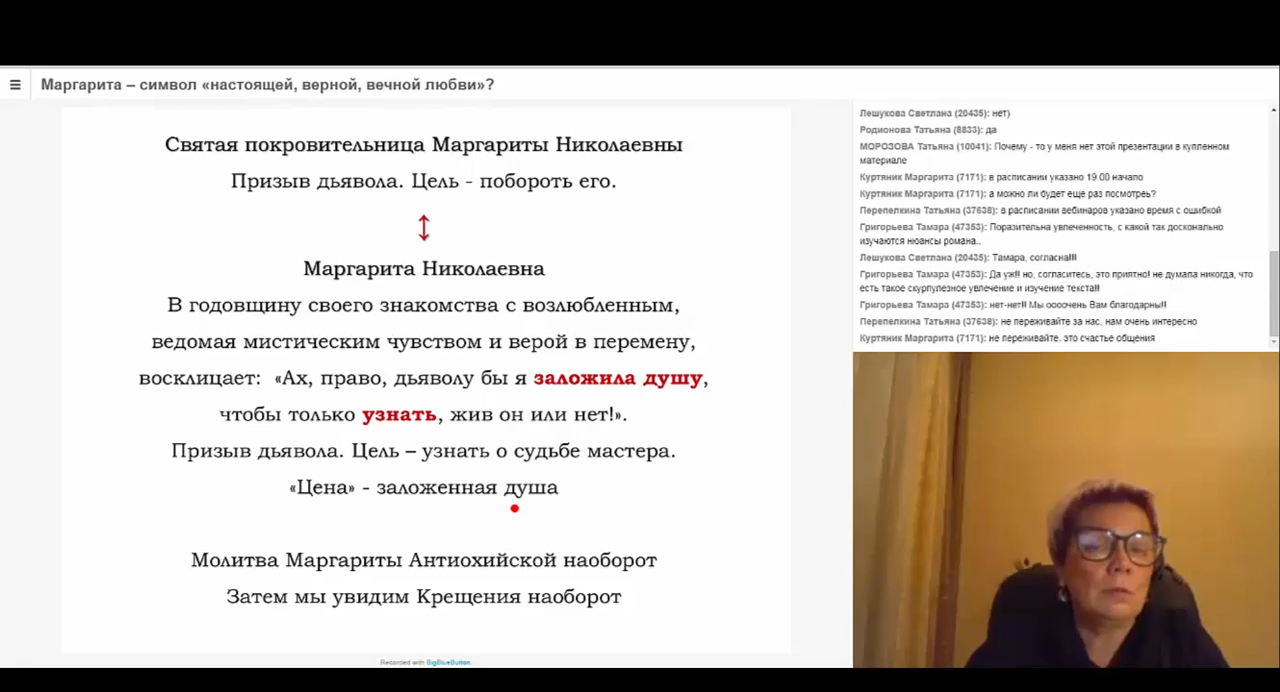 Маргарита – символ «настоящей, верной, вечной любви»?
Святая покровительница Маргариты Николаевны
Призыв дьявола. Цель - побороть его.
Маргарита Николаевна
В годовщину своего знакомства с возлюбленным,
ведомая мистическим чувством и верой в перемену,
восклицает: «Ах, право, дьяволу бы я заложила душу,
чтобы только узнать, жив он или нет!».
Призыв дьявола. Цель – узнать о судьбе мастера.
«Цена» - заложенная душа
Молитва Маргариты Антиохийской наоборот
Затем мы увидим Крещения наоборот
Recorded with BigBlueButton.
Лешукова Светлана (20435): нет)
Родионова Татьяна (8833): да
МОРОЗОВА Татьяна (10041): Почему - то у меня нет этой презентации в купленном
материале
Куртяник Маргарита (7171): в расписании указано 19.00 начало
Куртяник Маргарита (7171): а можно ли будет еще раз посмотреь?
Перепелкина Татьяна (37638): в расписании вебинаров указано время с ошибкой
Григорьева Тамара (47353): Поразительна увлеченность, с какой так досконально
изучаются нюансы романа..
Лешукова Светлана (20435): Тамара, согласна!!!
Григорьева Тамара (47353): Да уж!! но, согласитесь, это приятно! не думала никогда, что
есть такое скурпулезное увлечение и изучение текста!!
Григорьева Тамара (47353): нет-нет!! Мы оооочень Вам благодарны!!
Перепелкина Татьяна (37638): не переживайте за нас, нам очень интересно
Куртяник Маргарита (7171): не переживайте. это счастье общения